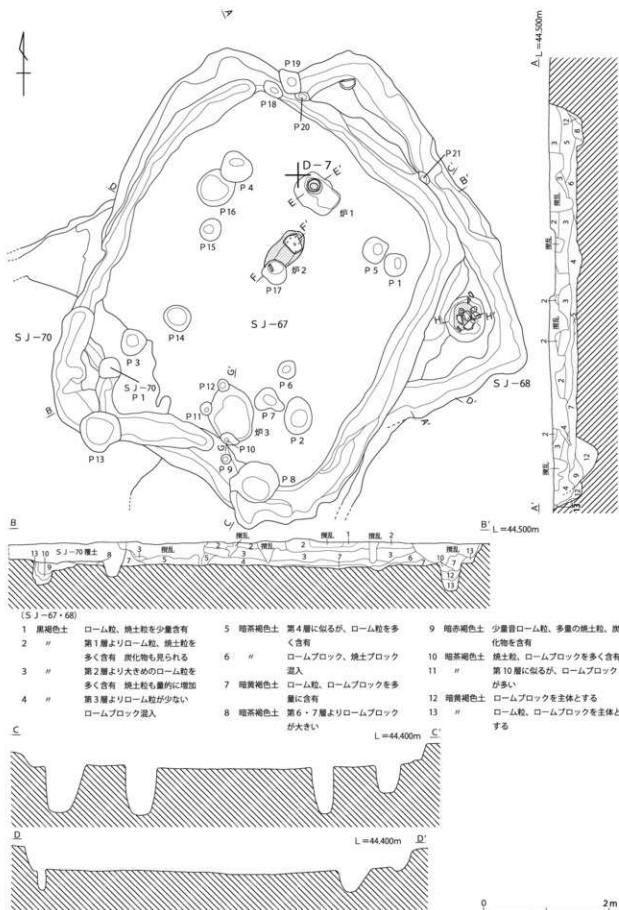 A
L＝44.500m
A
P19
P18
P20
P21
C'
B'
D－7
E'
E
炉1
P4
P16
P15
D
F'
炉2
F
P17
P5
P1
SJ－67
H
H'
SJ－70
P14
P3
SJ－70
P1
G'
P12
P6
P11
P7
P2
炉3
P10
G
P9
P8
P13
B
C
SJ－68
D'
A'
A'
B
B'
L＝44.500m
撹乱
撹乱
撹乱
撹乱
SJ－70覆土
(SJ－67・68)
1 黒褐色土 ローム粒、焼土粒を少量含有
2 〃 第1層よりローム粒、焼土粒を
多く含有 炭化物も見られる
3 〃 第2層より大きめのローム粒を
多く含有 焼土粒も量的に増加
4 〃 第3層よりローム粒が少ない
ロームブロック混入
5 暗茶褐色土 第4層に似るが、ローム粒を多
く含有
6 〃 ロームブロック、焼土ブロック
混入
7 暗黄褐色土 ローム粒、ロームブロックを多
量に含有
8 暗茶褐色土 第6・7層よりロームブロック
が大きい
9 暗赤褐色土 少量音ローム粒、多量の焼土粒、炭
化物を含有
10 暗茶褐色土 焼土粒、ロームブロックを多く含有
11 〃 第10層に似るが、ロームブロック
が多い
12 暗黄褐色土 ロームブロックを主体とする
13 〃 ローム粒、ロームブロックを主体と
する
C
C'
L＝44.400m
D
D'
L＝44.400m
0
2m